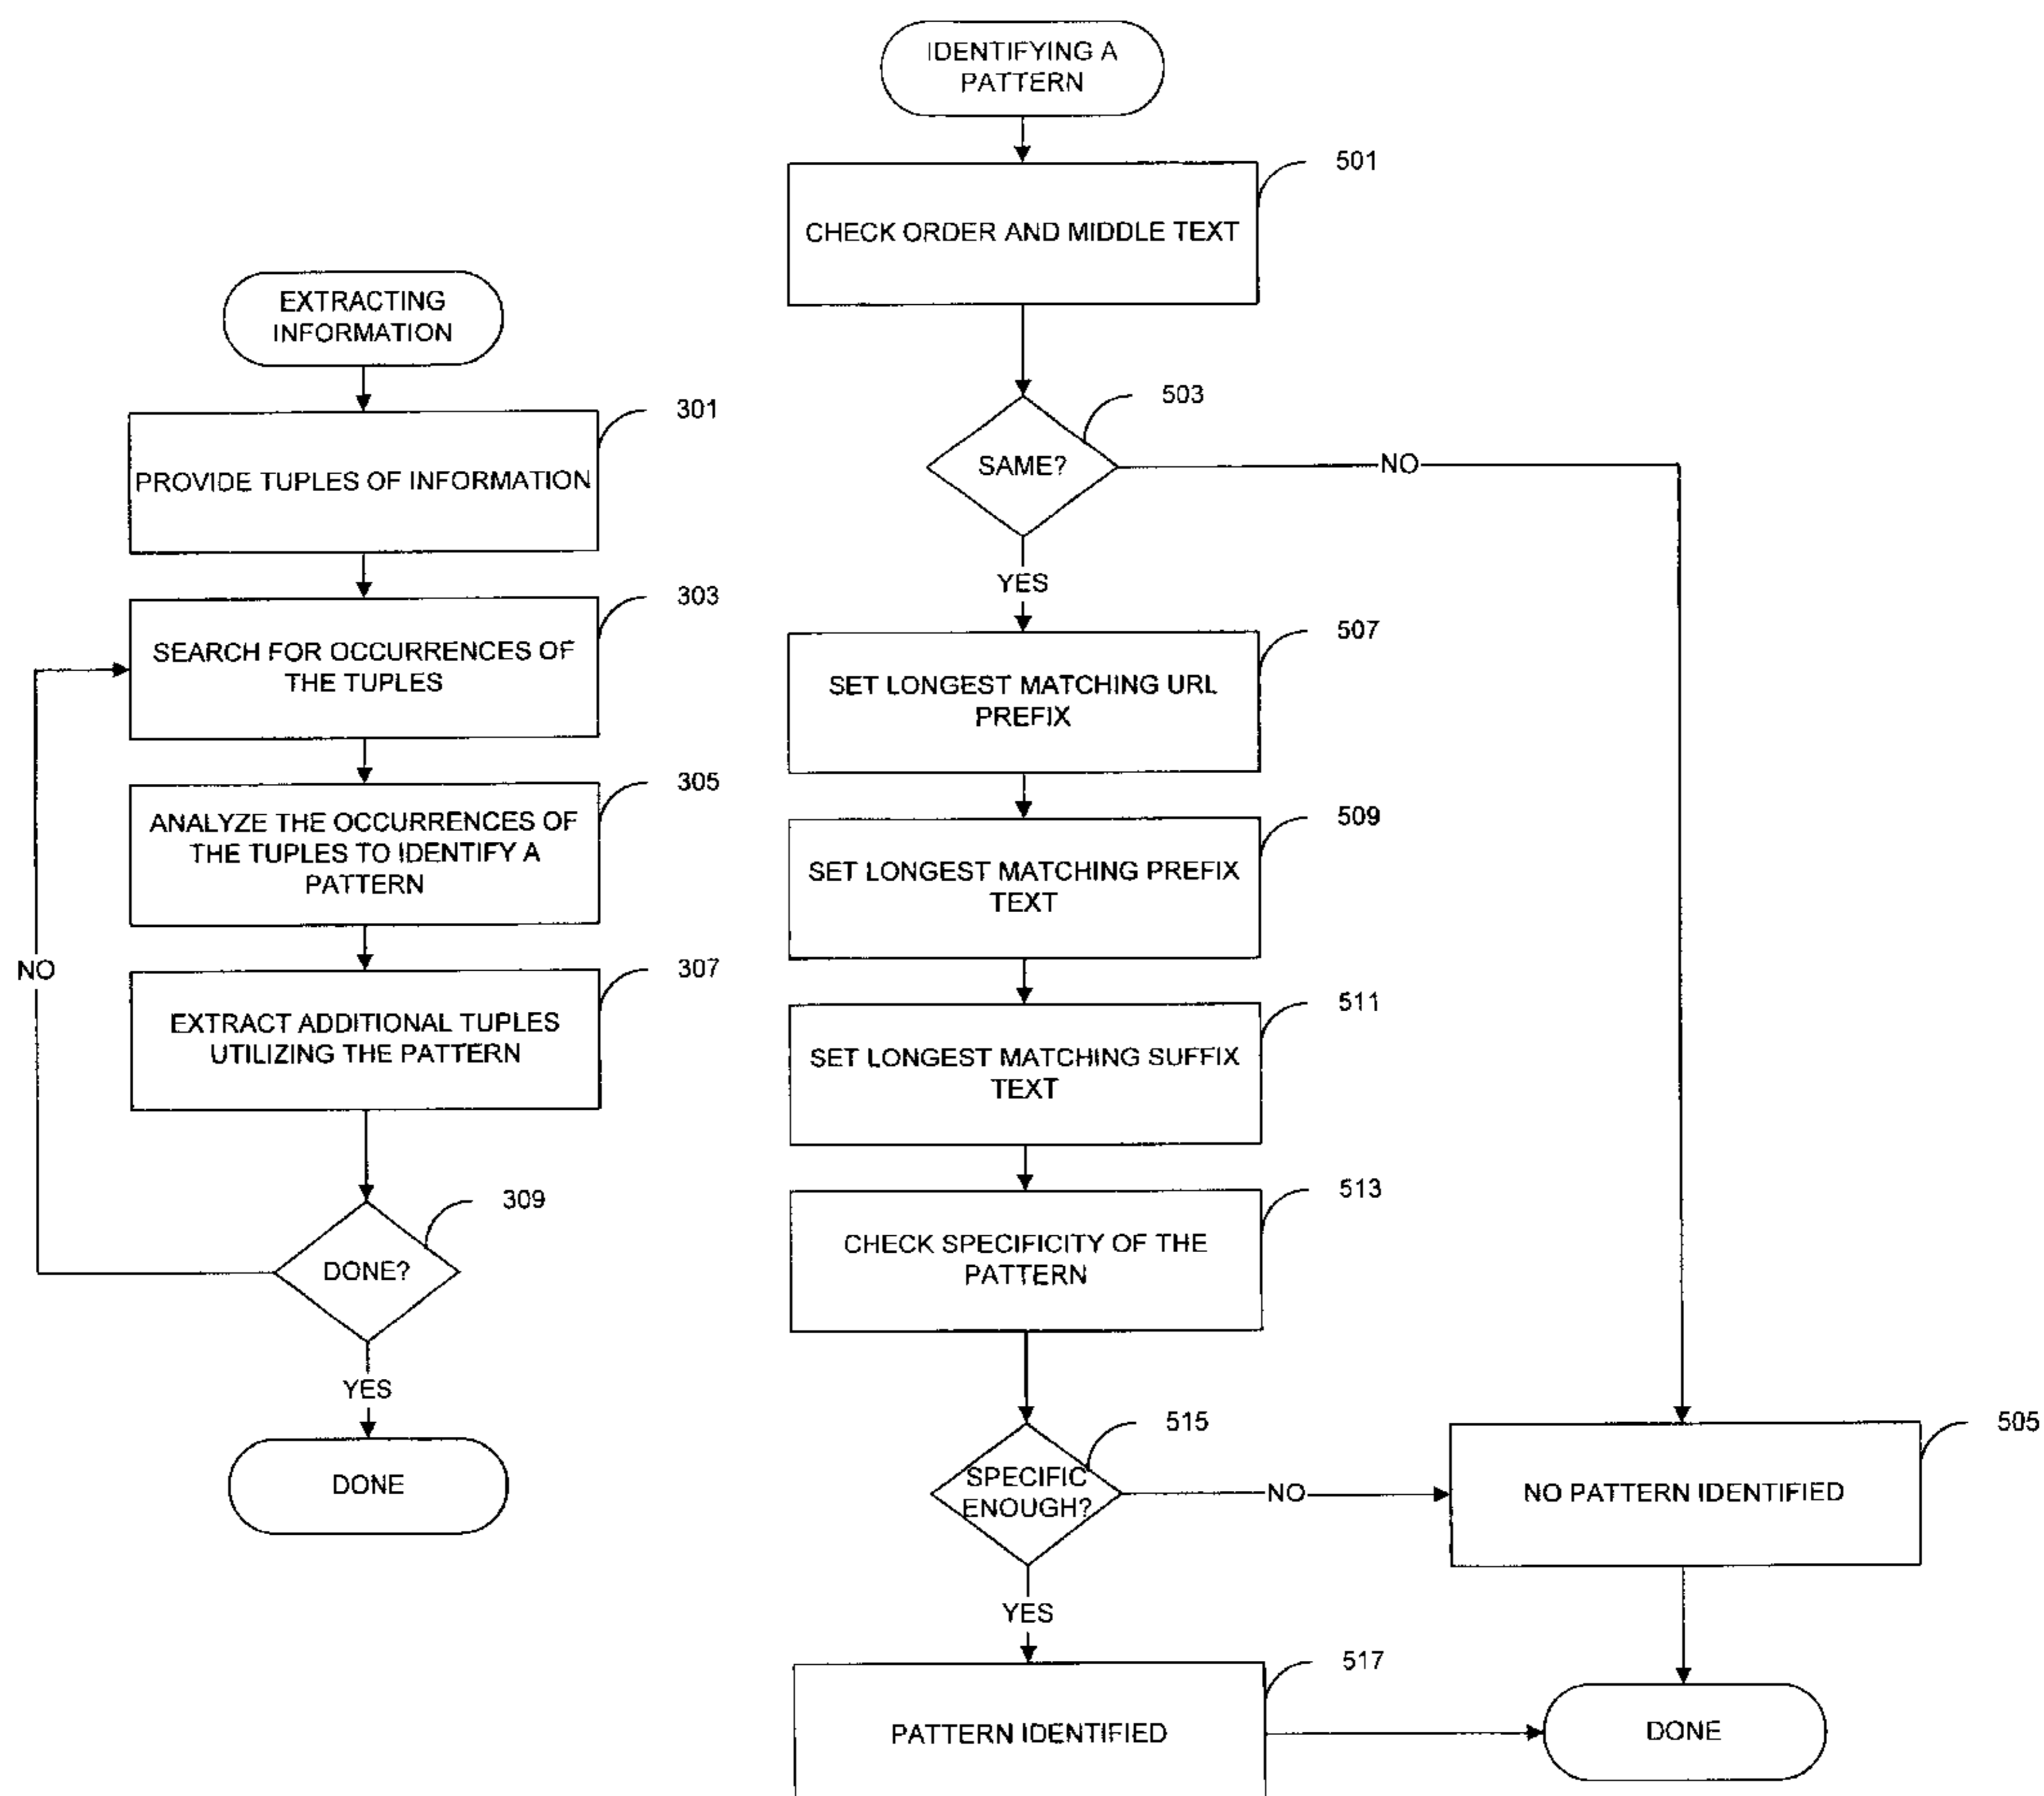 EXTRACTING
INFORMATION
301
PROVIDE TUPLES OF INFORMATION
303
SEARCH FOR OCCURRENCES OF
THE TUPLES
305
ANALYZE THE OCCURRENCES OF
THE TUPLES TO IDENTIFY A
PATTERN
307
EXTRACT ADDITIONAL TUPLES
UTILIZING THE PATTERN
NO
309
DONE?
YES
DONE
IDENTIFYING A
PATTERN
501
CHECK ORDER AND MIDDLE TEXT
503
SAME?
NO
YES
507
SET LONGEST MATCHING URL
PREFIX
509
SET LONGEST MATCHING PREFIX
TEXT
511
SET LONGEST MATCHING SUFFIX
TEXT
513
CHECK SPECIFICITY OF THE
PATTERN
515
SPECIFIC
ENOUGH?
NO
505
NO PATTERN IDENTIFIED
YES
517
PATTERN IDENTIFIED
DONE